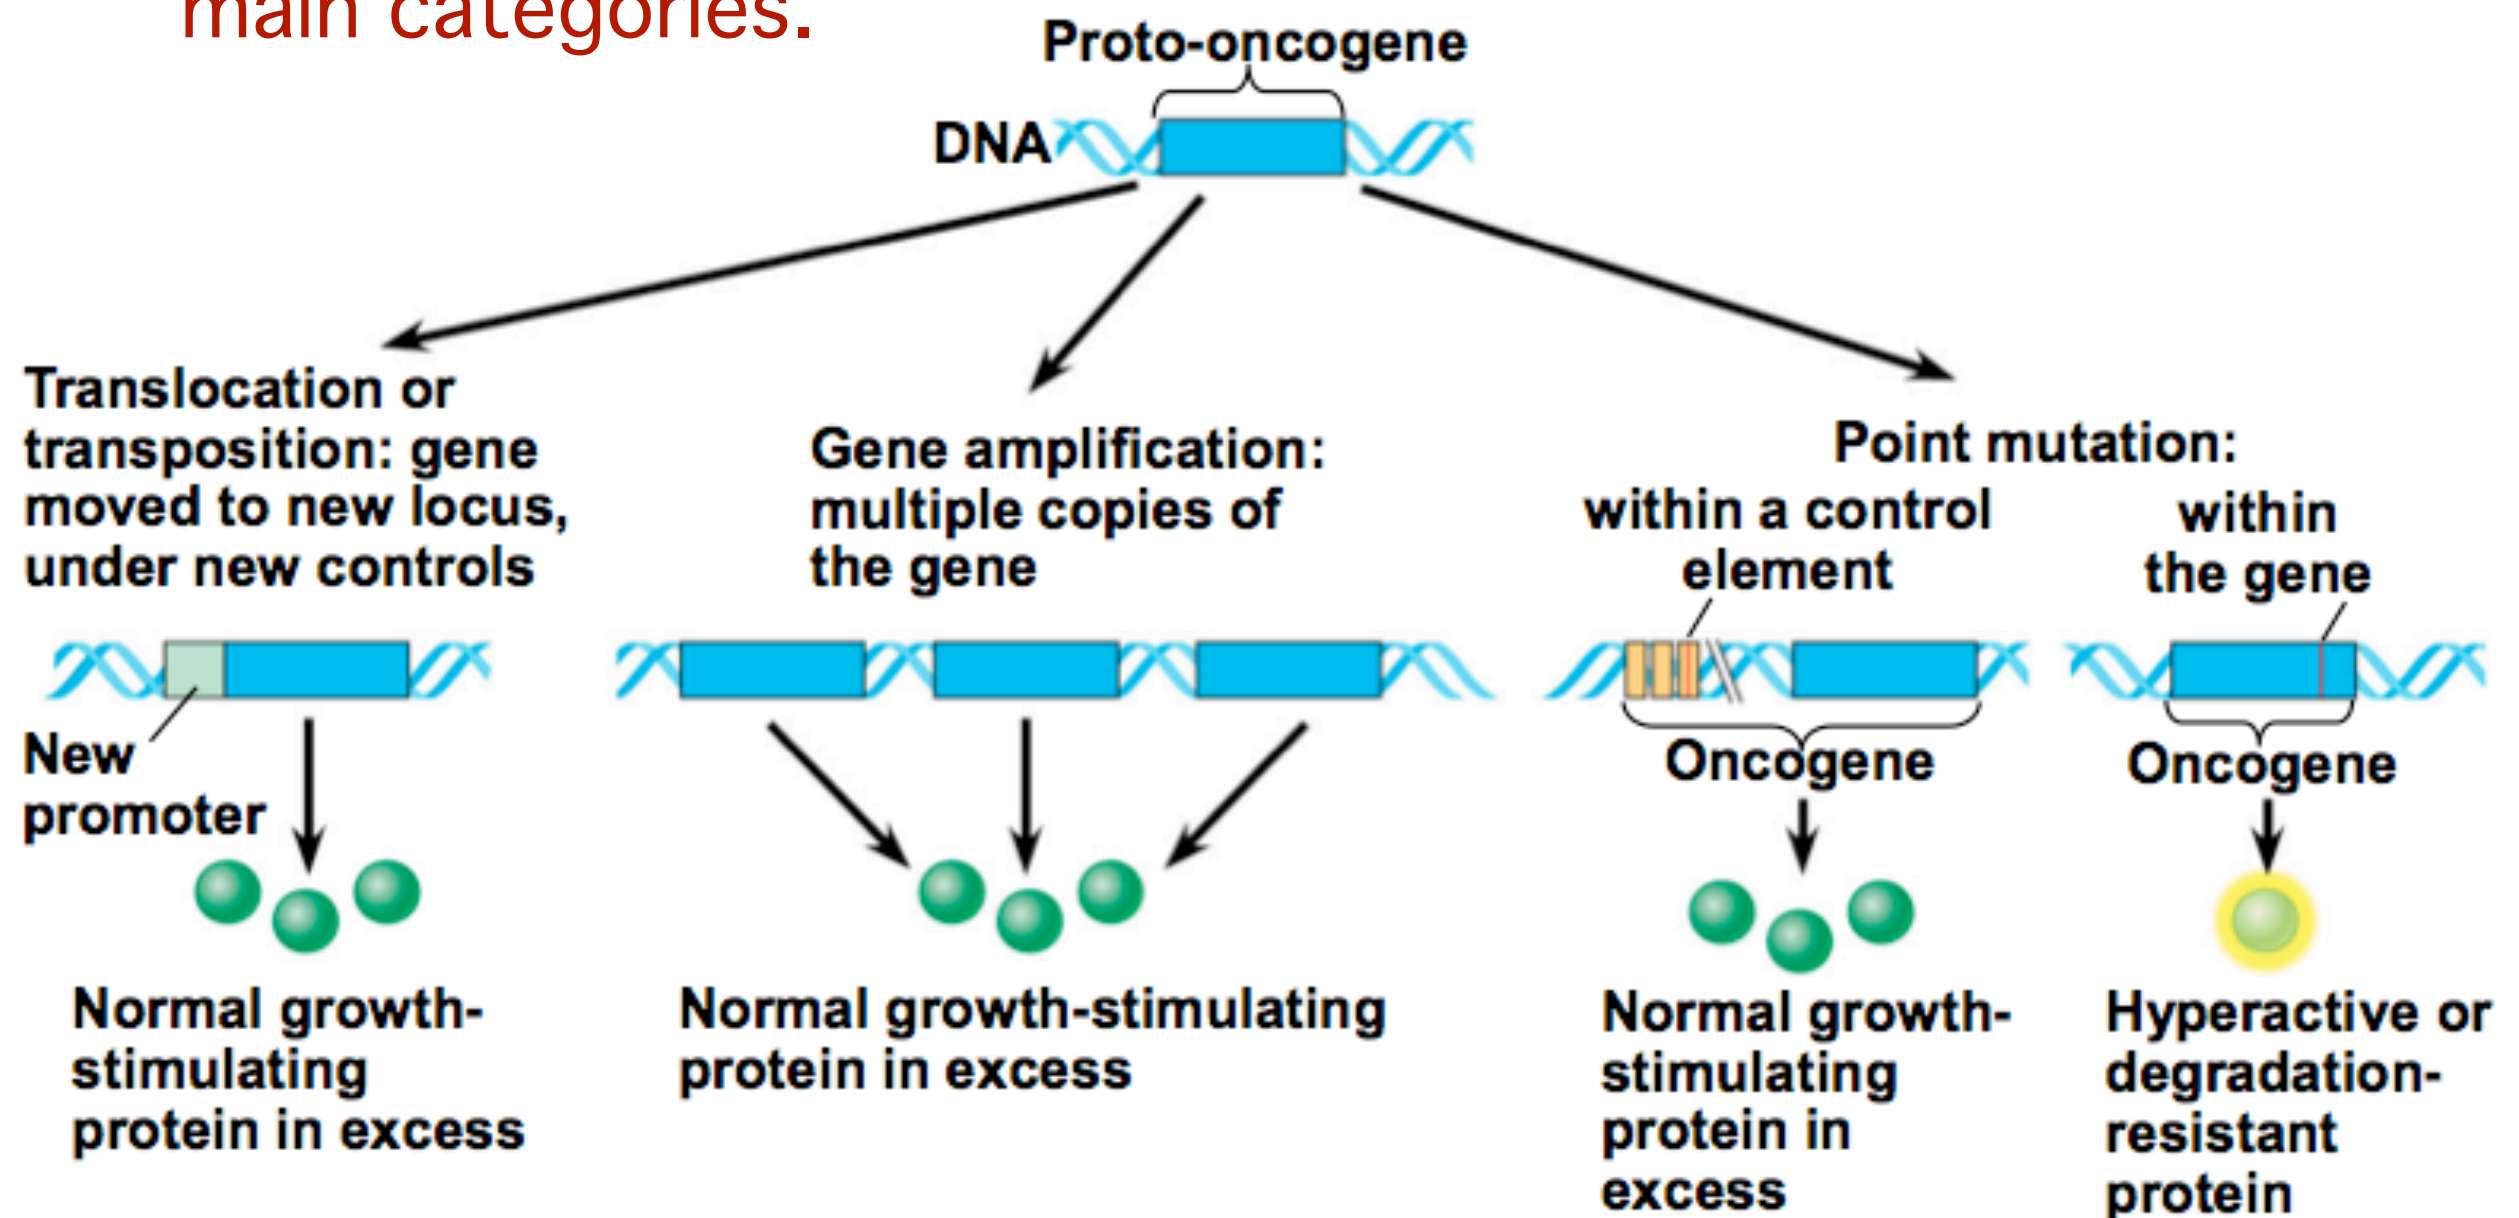 main categories.
Proto-oncogene
DNA
Translocation or
transposition: gene
moved to new locus,
under new controls
Gene amplification:
multiple copies of
the gene
Point mutation:
within a control
element
within
the gene
New
promoter
Oncogene
Oncogene
Normal growth-
stimulating
protein in excess
Normal growth-stimulating
protein in excess
Normal growth-
stimulating
protein in
excess
Hyperactive or
degradation-
resistant
protein